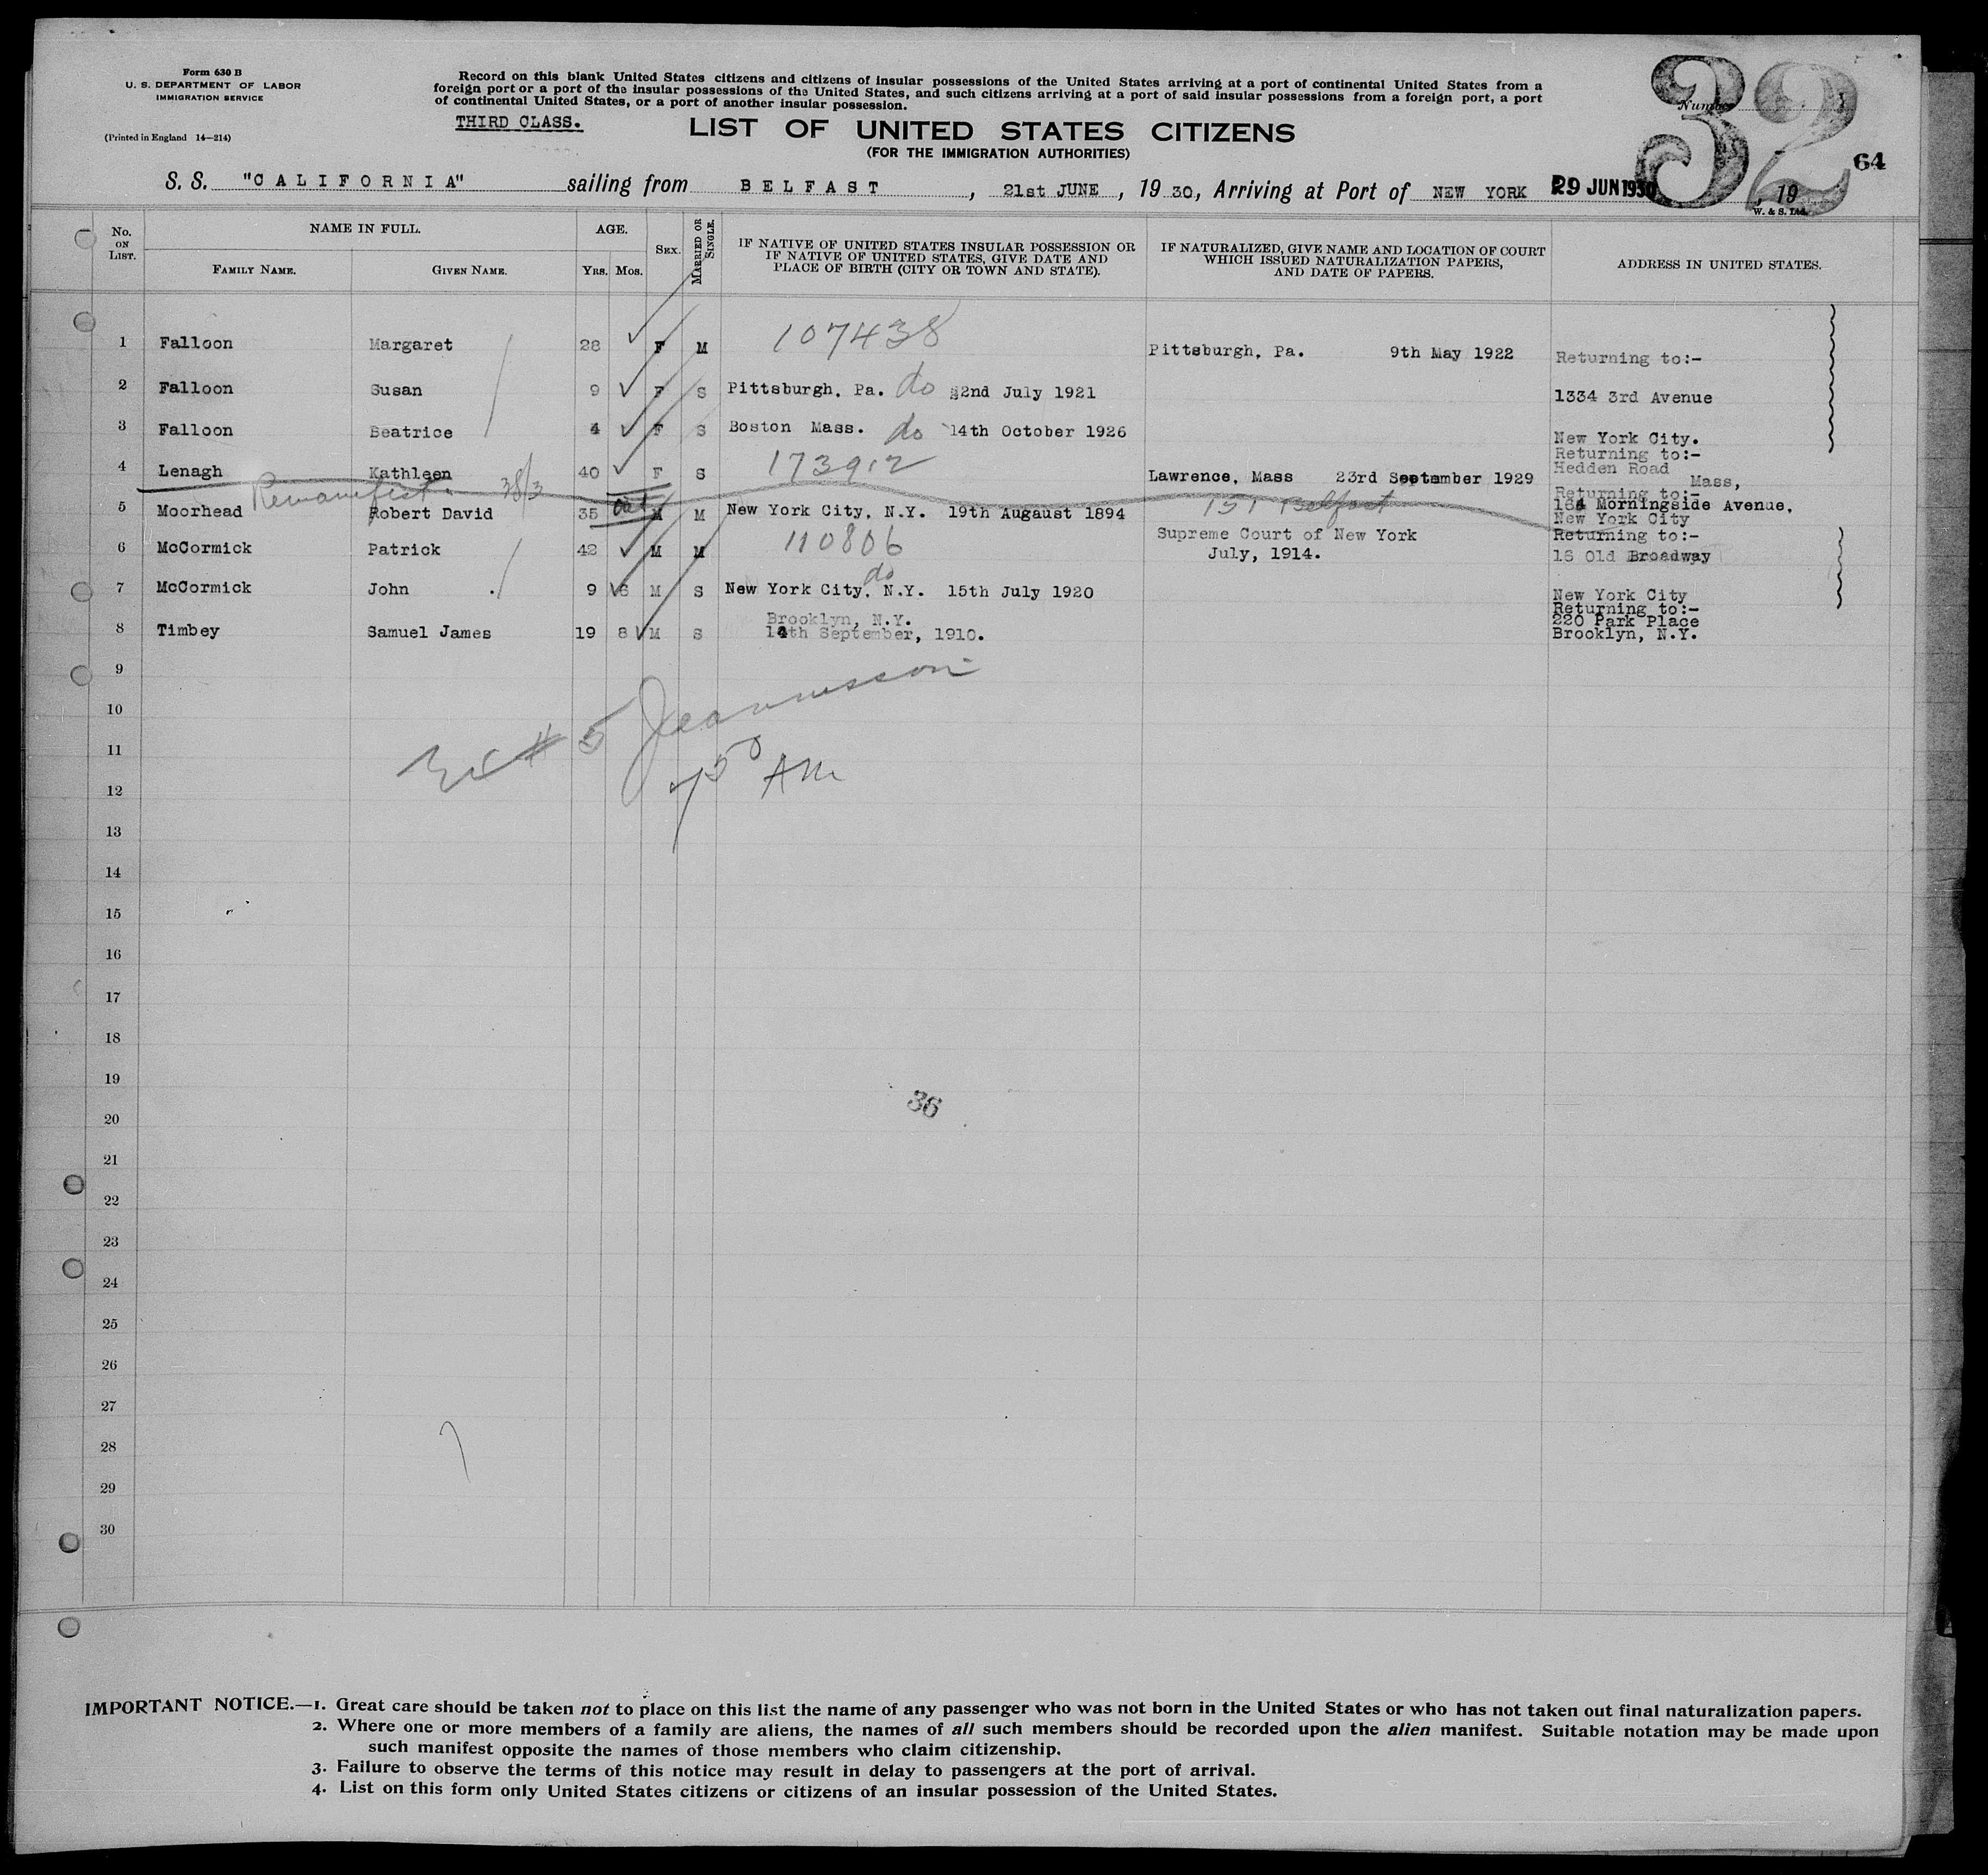 Form 630 B
U. S. DEPARTMENT OF LABOR
IMMIGRATION SERVICE
(Printed in England 14—214)
Record on this blank United States citizens and citizens of insular possessions of the United States arriving at a port of continental United States from a
foreign port or a port of the insular possessions of the United States, and such citizens arriving at a port of said insular possessions from a foreign port, a port
of continental United States, or a port of another insular possession.
THIRD CLASS.
LIST OF UNITED STATES CITIZENS
(FOR THE IMMIGRATION AUTHORITIES)
Number
32
64
S. S. "CALIFORNIA" sailing from BELFAST, 21st JUNE, 1930, Arriving at Port of NEW YORK 29 JUN 1930, 19
W. & S. Ltd.
No. ON LIST.
NAME IN FULL.
FAMILY NAME. GIVEN NAME.
AGE.
YRS. MOS.
SEX.
MARRIED OR SINGLE.
IF NATIVE OF UNITED STATES INSULAR POSSESSION OR
IF NATIVE OF UNITED STATES, GIVE DATE AND
PLACE OF BIRTH (CITY OR TOWN AND STATE).
IF NATURALIZED, GIVE NAME AND LOCATION OF COURT
WHICH ISSUED NATURALIZATION PAPERS,
AND DATE OF PAPERS.
ADDRESS IN UNITED STATES.
1 Falloon Margaret 28 F M 107438 Pittsburgh, Pa. 9th May 1922 Returning to:-
2 Falloon Susan 9 F S Pittsburgh, Pa. do 22nd July 1921 1334 3rd Avenue
3 Falloon Beatrice 4 F S Boston Mass. do 14th October 1926 New York City.
4 Lenagh Kathleen 40 F S 173912 Lawrence, Mass 23rd September 1929 Returning to:-
Hedden Road
Mass,
Remanifest 38/3
5 Moorhead Robert David 35 Out M M New York City, N.Y. 19th Augaust 1894 151 Belfast Returning to:-
184 Morningside Avenue,
New York City
6 McCormick Patrick 42 M M 110806 Supreme Court of New York
July, 1914.
Returning to:-
16 Old Broadway
7 McCormick John 9 6 M S New York City, N.Y. do 15th July 1920 New York City
8 Timbey Samuel James 19 8 M S Brooklyn, N.Y.
14th September, 1910.
Returning to:-
220 Park Place
Brooklyn, N.Y.
9
10
# 5
11
7 50 AM
12
13
14
15
16
17
18
19
36
20
21
22
23
24
25
26
27
28
29
30
IMPORTANT NOTICE.—1. Great care should be taken not to place on this list the name of any passenger who was not born in the United States or who has not taken out final naturalization papers.
2. Where one or more members of a family are aliens, the names of all such members should be recorded upon the alien manifest. Suitable notation may be made upon
such manifest opposite the names of those members who claim citizenship.
3. Failure to observe the terms of this notice may result in delay to passengers at the port of arrival.
4. List on this form only United States citizens or citizens of an insular possession of the United States.